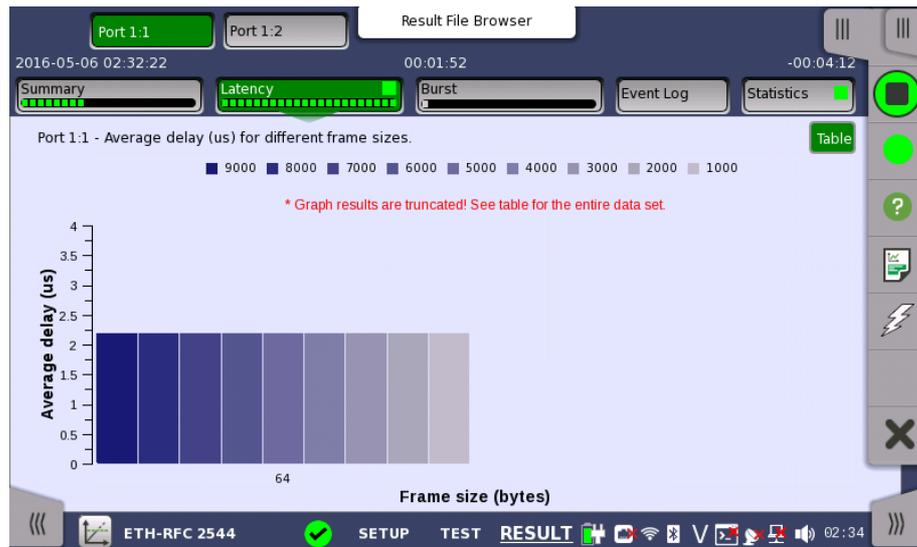 Result File Browser
Port 1:1 Port 1:2
2016-05-06 02:32:22 00:01:52 -00:04:12
Summary Latency Burst Event Log Statistics
Port 1:1 - Average delay (us) for different frame sizes. Table
9000 8000 7000 6000 5000 4000 3000 2000 1000
* Graph results are truncated! See table for the entire data set.
4
3.5
3
2.5
2
1.5
1
0.5
0
Average delay (us)
64
Frame size (bytes)
ETH-RFC 2544 SETUP TEST RESULT 02:34